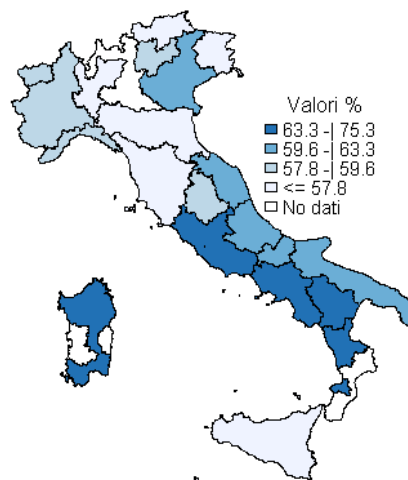 Valori %
63.3 -| 75.3
59.6 -| 63.3
57.8 -| 59.6
<= 57.8
No dati